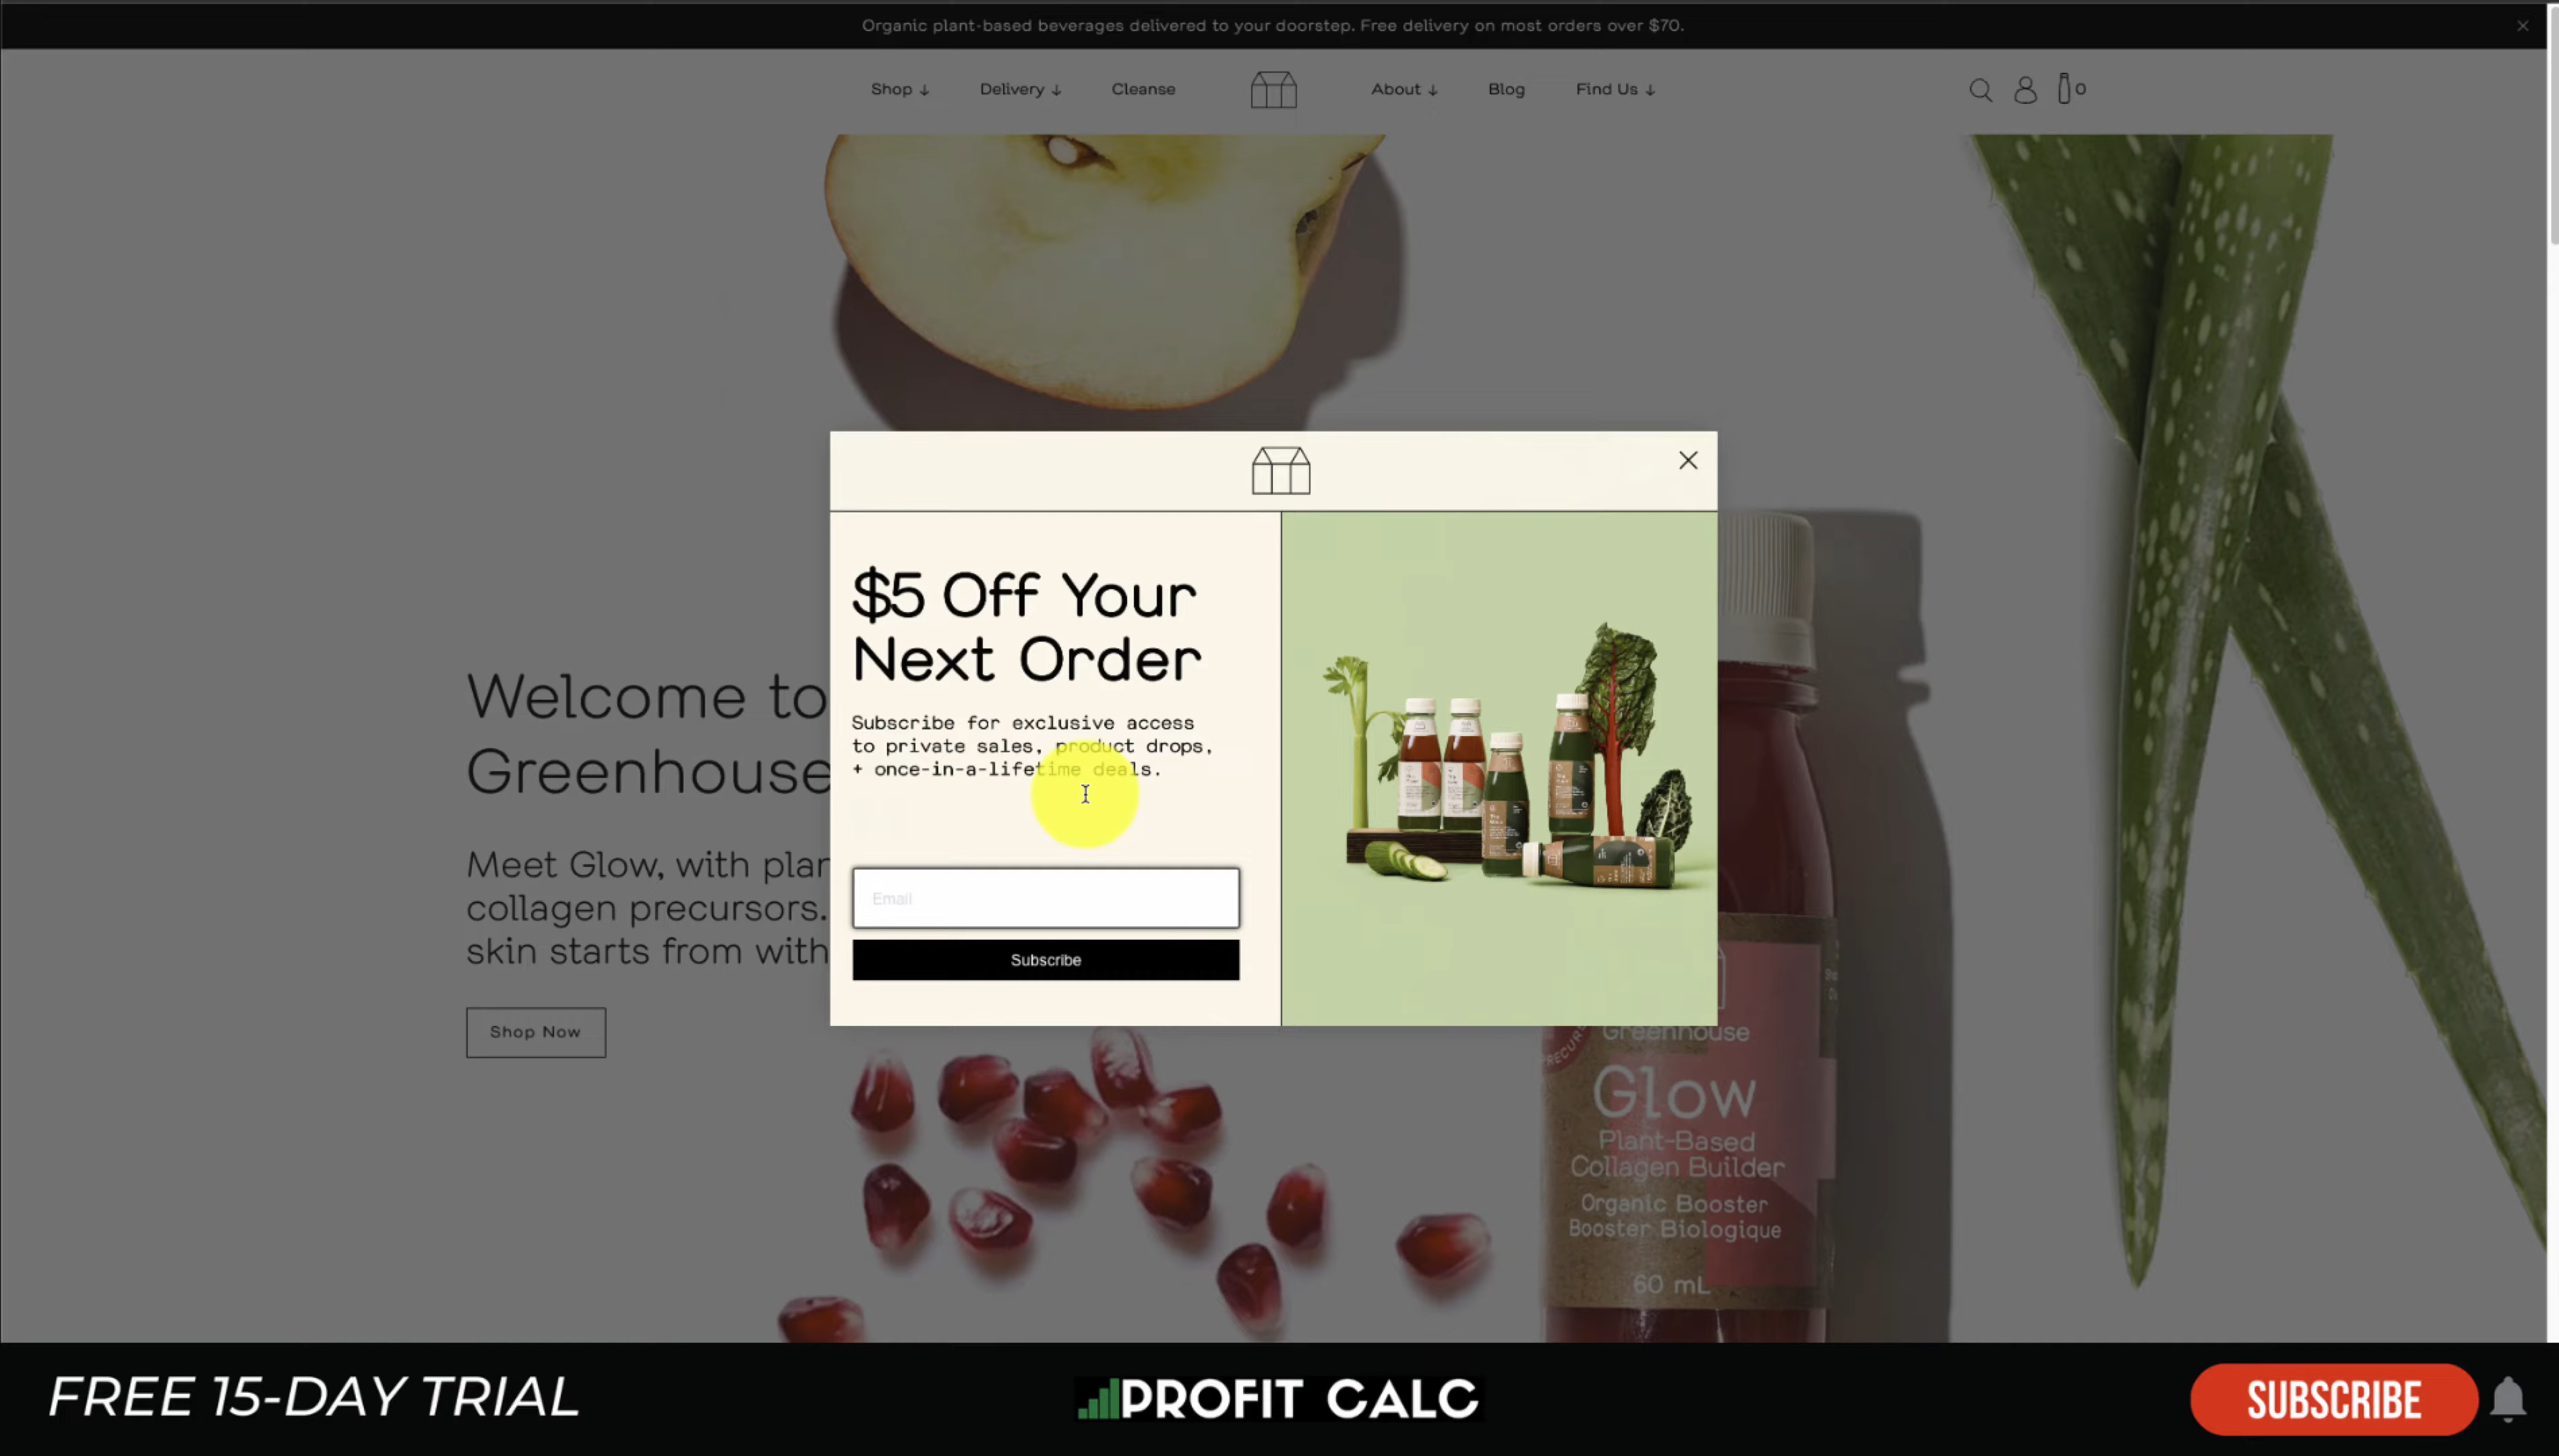 Organic plant-based beverages delivered to your doorstep. Free delivery on most orders over $70.
Shop ↓
Delivery ↓
Cleanse
About ↓
Blog
Find Us ↓
0
$5 Off Your
Next Order
Subscribe for exclusive access
to private sales, product drops,
+ once-in-a-lifetime deals.
Email
Subscribe
Welcome to
Greenhouse
Meet Glow, with plan
collagen precursors.
skin starts from with
Shop Now
Greenhouse
Glow
Plant-Based
Collagen Builder
Organic Booster
Booster Biologique
60 mL
FREE 15-DAY TRIAL
PROFIT CALC
SUBSCRIBE